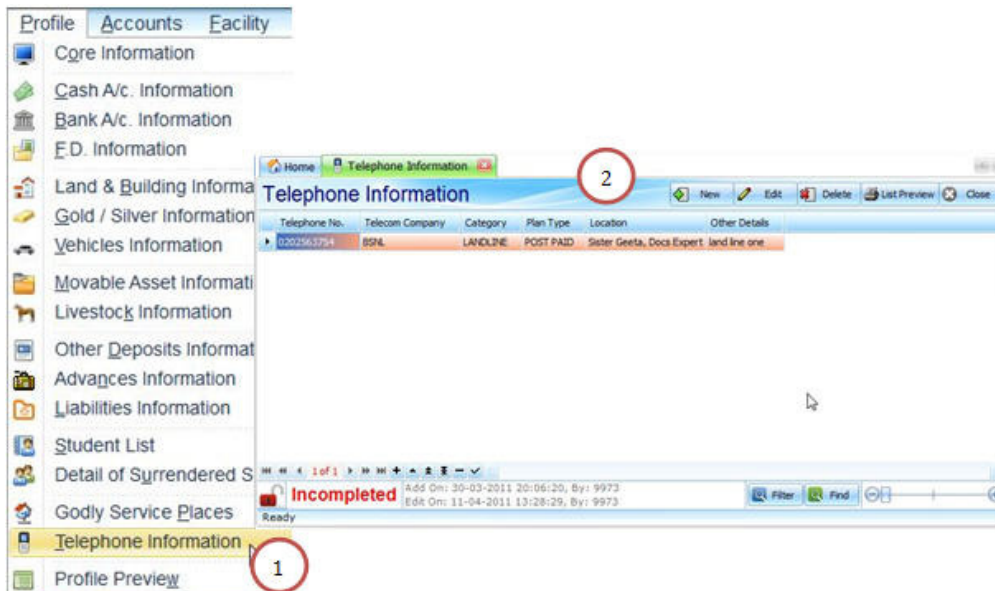 Profile Accounts Facility
Core Information
Cash A/c. Information
Bank A/c. Information
F.D. Information
Land & Building Informa
Gold / Silver Information
Vehicles Information
Movable Asset Informati
Livestock Information
Other Deposits Informat
Advances Information
Liabilities Information
Student List
Detail of Surrendered S
Godly Service Places
Telephone Information
Profile Preview
1
Home Telephone Information
2
Telephone Information New Edit Delete List Preview Close
Telephone No. Telecom Company Category Plan Type Location Other Details
0202563754 BSNL LANDLINE POST PAID Sister Geeta, Docs Expert land line one
1 of 1
Incompleted
Add On: 30-03-2011 20:06:20, By: 9973
Edit On: 11-04-2011 13:28:29, By: 9973
Filter Find
Ready